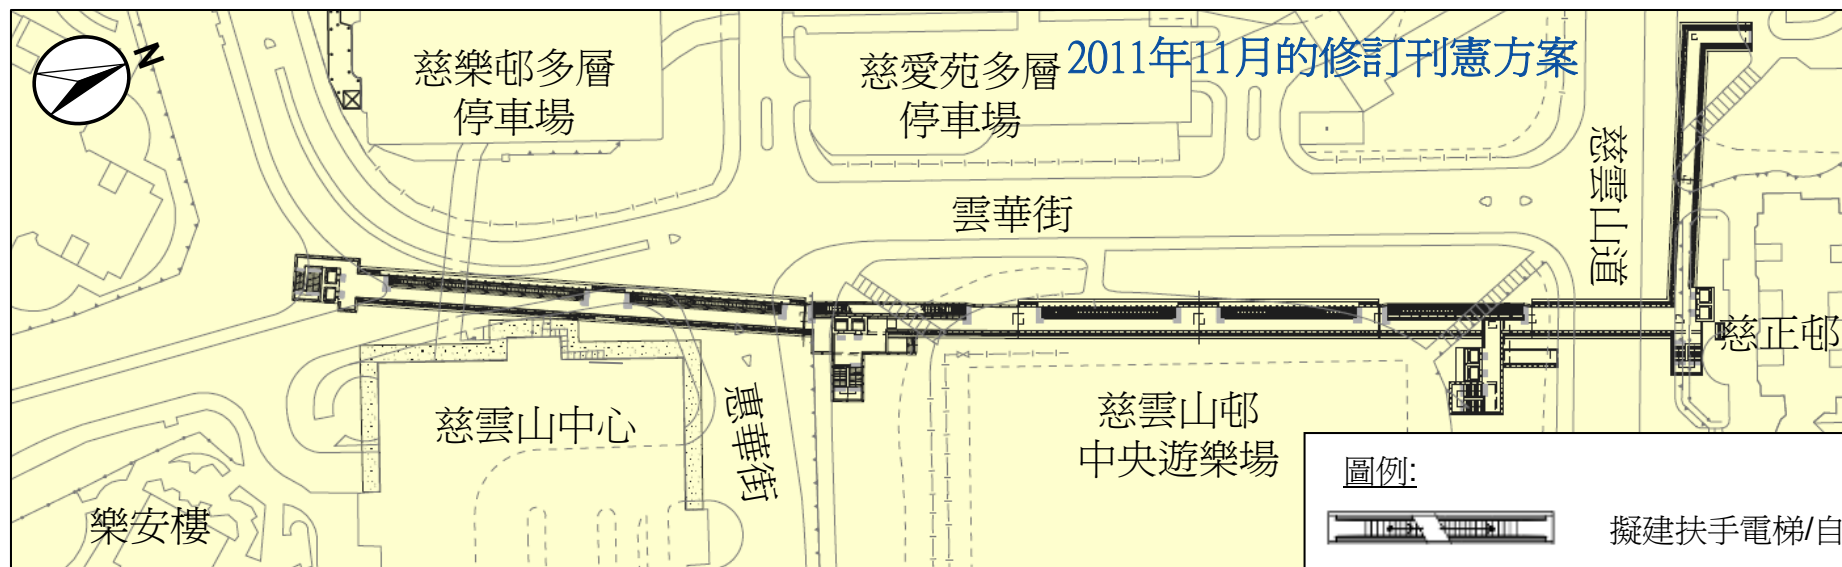 N
慈樂邨多層
停車場
慈愛苑多層
停車場
2011年11月的修訂刊憲方案
慈雲山道
雲華街
慈正邨
慈雲山中心
惠華街
慈雲山邨
中央遊樂場
樂安樓
圖例:
擬建扶手電梯/自